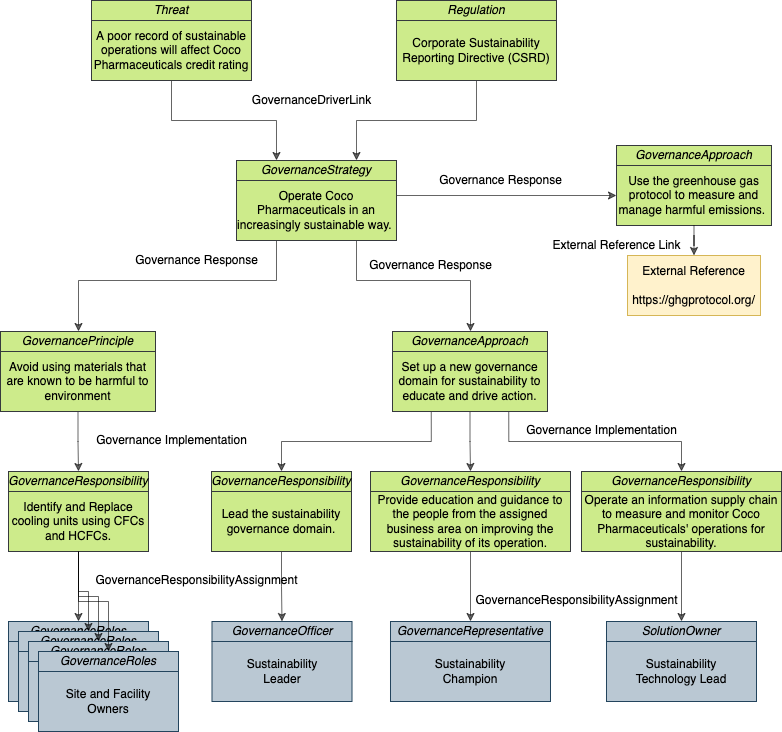 Threat
A poor record of sustainable
operations will affect Coco
Pharmaceuticals credit rating
Regulation
Corporate Sustainability
Reporting Directive (CSRD)
GovernanceDriverLink
GovernanceStrategy
Operate Coco
Pharmaceuticals in an
increasingly sustainable way.
Governance Response
GovernanceApproach
Use the greenhouse gas
protocol to measure and
manage harmful emissions.
External Reference Link
External Reference
https://ghgprotocol.org/
Governance Response
Governance Response
GovernancePrinciple
Avoid using materials that
are known to be harmful to
environment
GovernanceApproach
Set up a new governance
domain for sustainability to
educate and drive action.
Governance Implementation
Governance Implementation
GovernanceResponsibility
Identify and Replace
cooling units using CFCs
and HCFCs.
GovernanceResponsibility
Lead the sustainability
governance domain.
GovernanceResponsibility
Provide education and guidance to
the people from the assigned
business area on improving the
sustainability of its operation.
GovernanceResponsibility
Operate an information supply chain
to measure and monitor Coco
Pharmaceuticals' operations for
sustainability.
GovernanceResponsibilityAssignment
GovernanceResponsibilityAssignment
GovernanceRoles
GovernanceRoles
GovernanceRoles
GovernanceRoles
Site and Facility
Owners
GovernanceOfficer
Sustainability
Leader
GovernanceRepresentative
Sustainability
Champion
SolutionOwner
Sustainability
Technology Lead